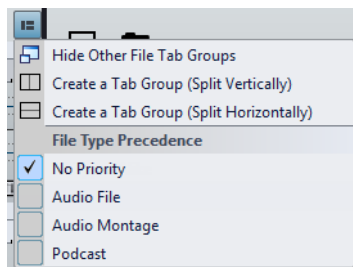 Hide Other File Tab Groups
Create a Tab Group (Split Vertically)
Create a Tab Group (Split Horizontally)
File Type Precedence
No Priority
Audio File
Audio Montage
Podcast